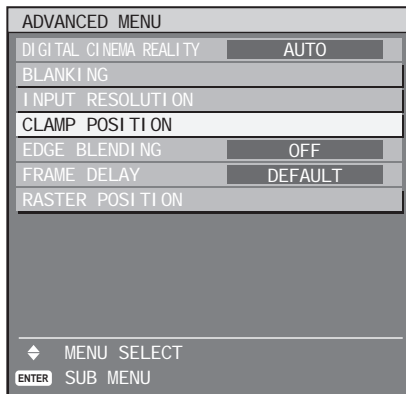 ADVANCED MENU
DIGITAL CINEMA REALITY AUTO
BLANKING
INPUT RESOLUTION
CLAMP POSITION
EDGE BLENDING OFF
FRAME DELAY DEFAULT
RASTER POSITION
MENU SELECT
ENTER SUB MENU